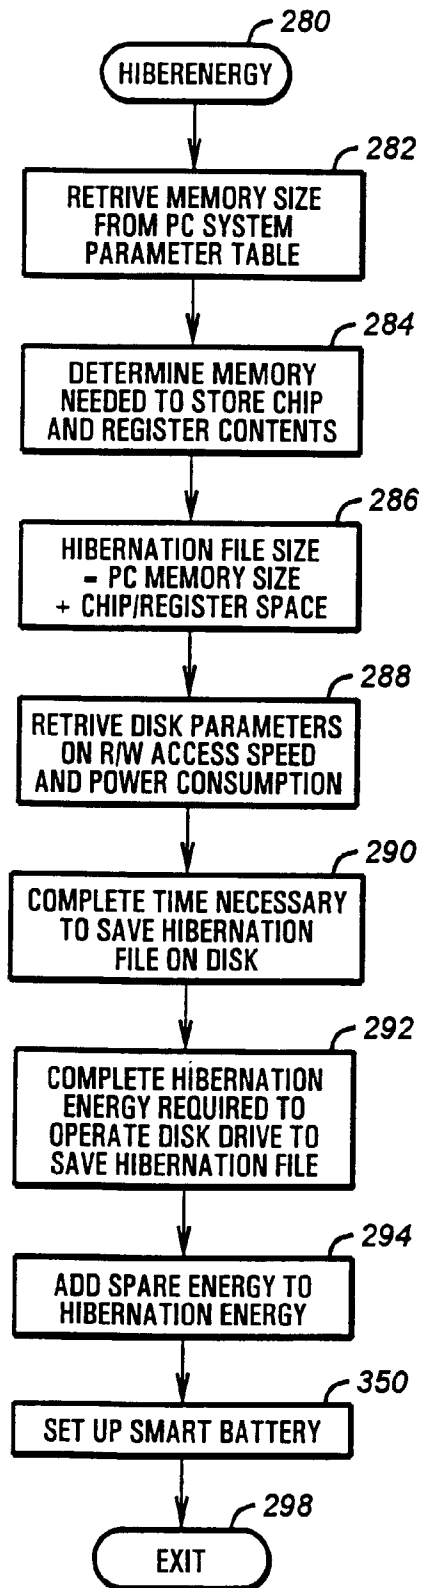 280
HIBERENERGY
282
RETRIVE MEMORY SIZE
FROM PC SYSTEM
PARAMETER TABLE
284
DETERMINE MEMORY
NEEDED TO STORE CHIP
AND REGISTER CONTENTS
286
HIBERNATION FILE SIZE
= PC MEMORY SIZE
+ CHIP/REGISTER SPACE
288
RETRIVE DISK PARAMETERS
ON R/W ACCESS SPEED
AND POWER CONSUMPTION
290
COMPLETE TIME NECESSARY
TO SAVE HIBERNATION
FILE ON DISK
292
COMPLETE HIBERNATION
ENERGY REQUIRED TO
OPERATE DISK DRIVE TO
SAVE HIBERNATION FILE
294
ADD SPARE ENERGY TO
HIBERNATION ENERGY
350
SET UP SMART BATTERY
298
EXIT